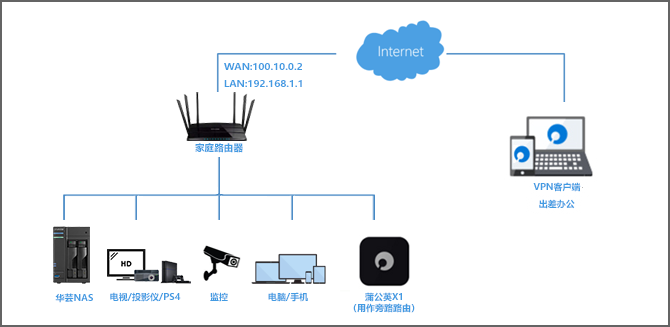 Internet
WAN:100.10.0.2
LAN:192.168.1.1
家庭路由器
VPN客户端
出差办公
HD
华芸NAS
电视/投影仪/PS4
监控
电脑/手机
蒲公英X1
(用作旁路路由)